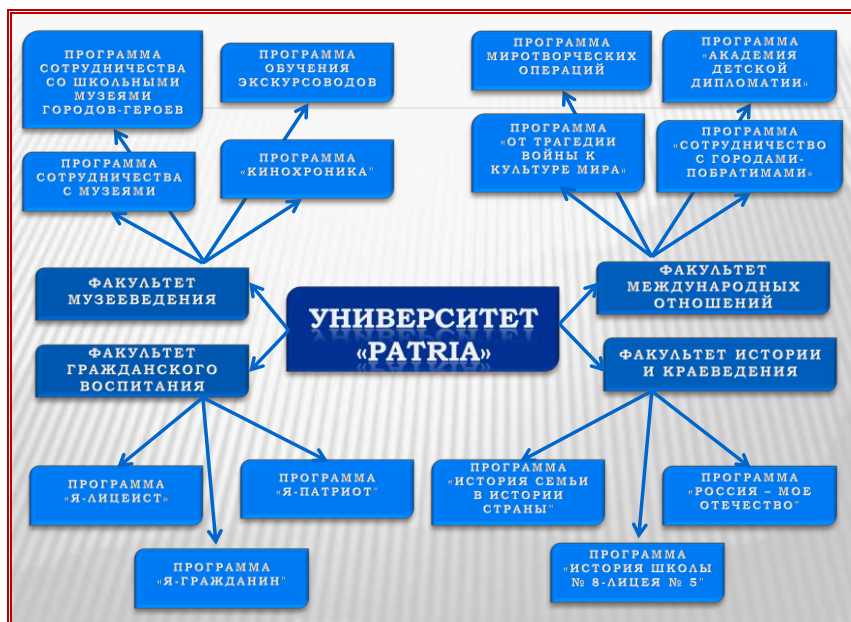 ПРОГРАММА
СОТРУДНИЧЕСТВА
СО ШКОЛЬНЫМИ
МУЗЕЯМИ
ГОРОДОВ-ГЕРОЕВ
ПРОГРАММА
ОБУЧЕНИЯ
ЭКСКУРСОВОДОВ
ПРОГРАММА
МИРОТВОРЧЕСКИХ
ОПЕРАЦИЙ
ПРОГРАММА
«АКАДЕМИЯ
ДЕТСКОЙ
ДИПЛОМАТИИ»
ПРОГРАММА
СОТРУДНИЧЕСТВА
С МУЗЕЯМИ
ПРОГРАММА
«КИНОХРОНИКА"
ПРОГРАММА
«ОТ ТРАГЕДИИ
ВОЙНЫ К
КУЛЬТУРЕ МИРА»
ПРОГРАММА
«СОТРУДНИЧЕСТВО
С ГОРОДАМИ-
ПОБРАТИМАМИ»
ФАКУЛЬТЕТ
МУЗЕЕВЕДЕНИЯ
ФАКУЛЬТЕТ
МЕЖДУНАРОДНЫХ
ОТНОШЕНИЙ
УНИВЕРСИТЕТ
«PATRIA»
ФАКУЛЬТЕТ
ГРАЖДАНСКОГО
ВОСПИТАНИЯ
ФАКУЛЬТЕТ ИСТОРИИ
И КРАЕВЕДЕНИЯ
ПРОГРАММА
«Я-ЛИЦЕИСТ»
ПРОГРАММА
«Я-ПАТРИОТ"
ПРОГРАММА
«ИСТОРИЯ СЕМЬИ
В ИСТОРИИ
СТРАНЫ"
ПРОГРАММА
«РОССИЯ – МОЕ
ОТЕЧЕСТВО"
ПРОГРАММА
«Я-ГРАЖДАНИН"
ПРОГРАММА
«ИСТОРИЯ ШКОЛЫ
№ 8-ЛИЦЕЯ № 5"